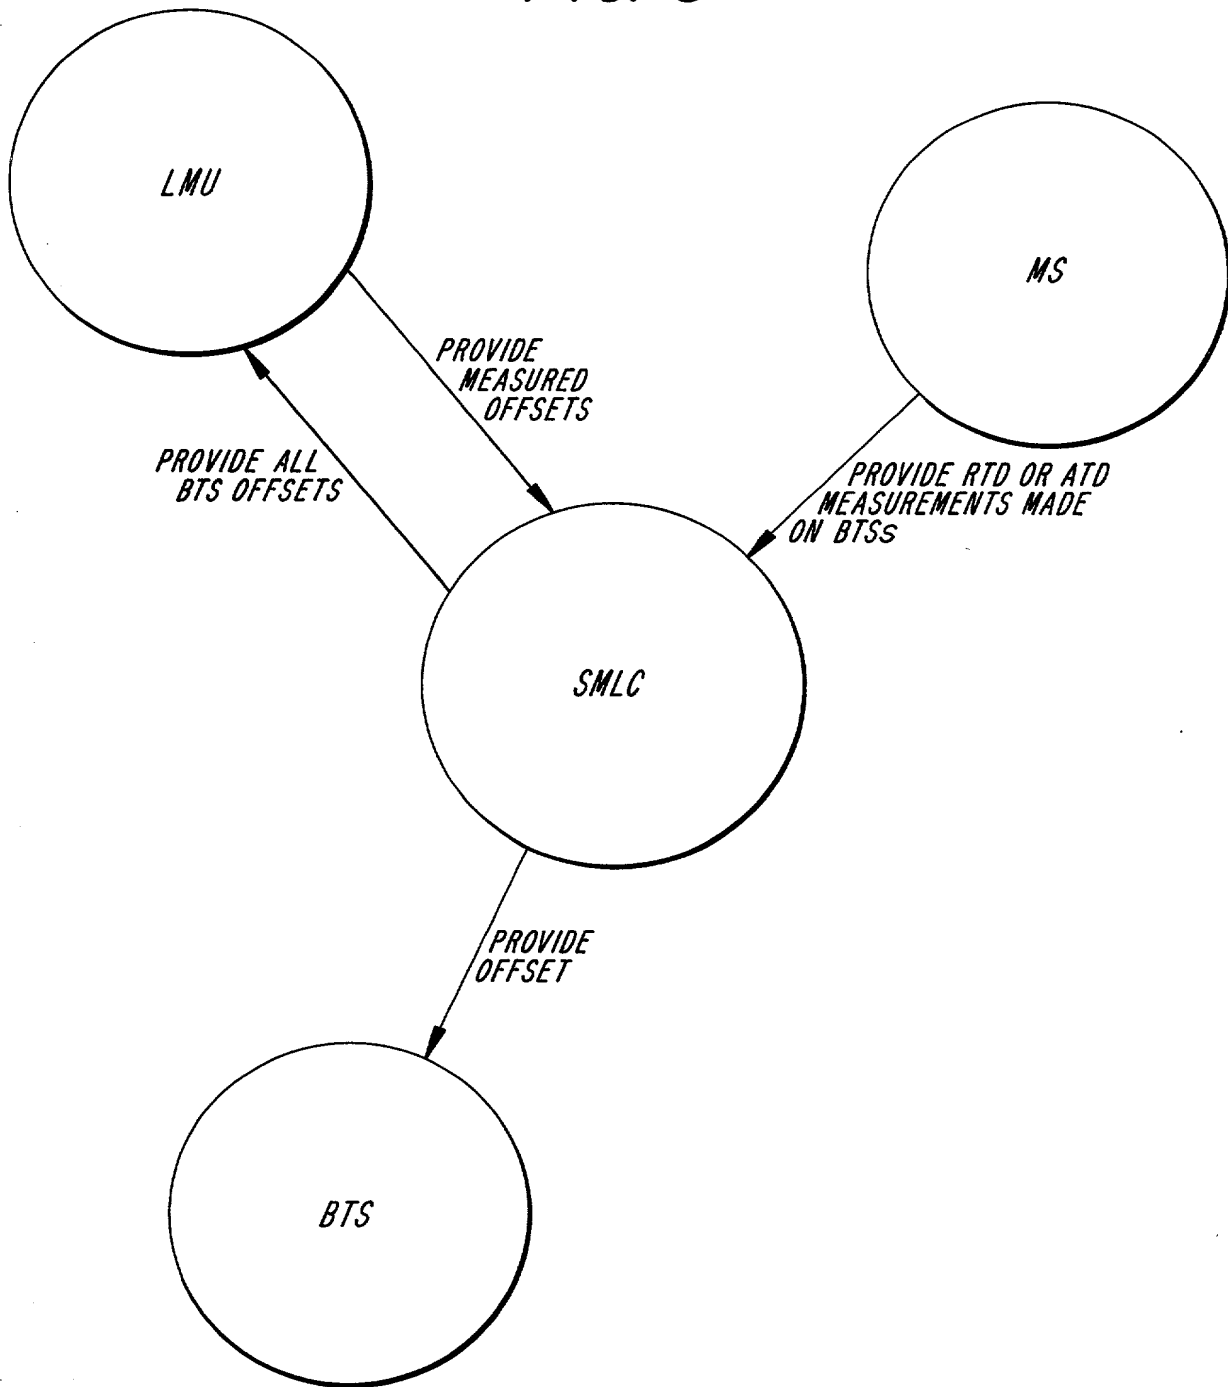 LMU
MS
PROVIDE
MEASURED
OFFSETS
PROVIDE ALL
BTS OFFSETS
PROVIDE RTD OR ATD
MEASUREMENTS MADE
ON BTSs
SMLC
PROVIDE
OFFSET
BTS